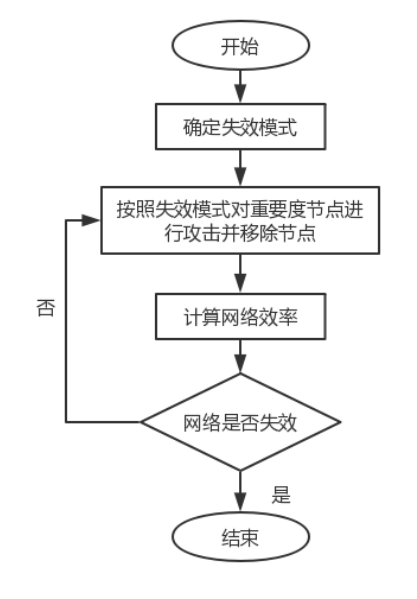 开始
确定失效模式
按照失效模式对重要度节点进
行攻击并移除节点
计算网络效率
否
网络是否失效
是
结束